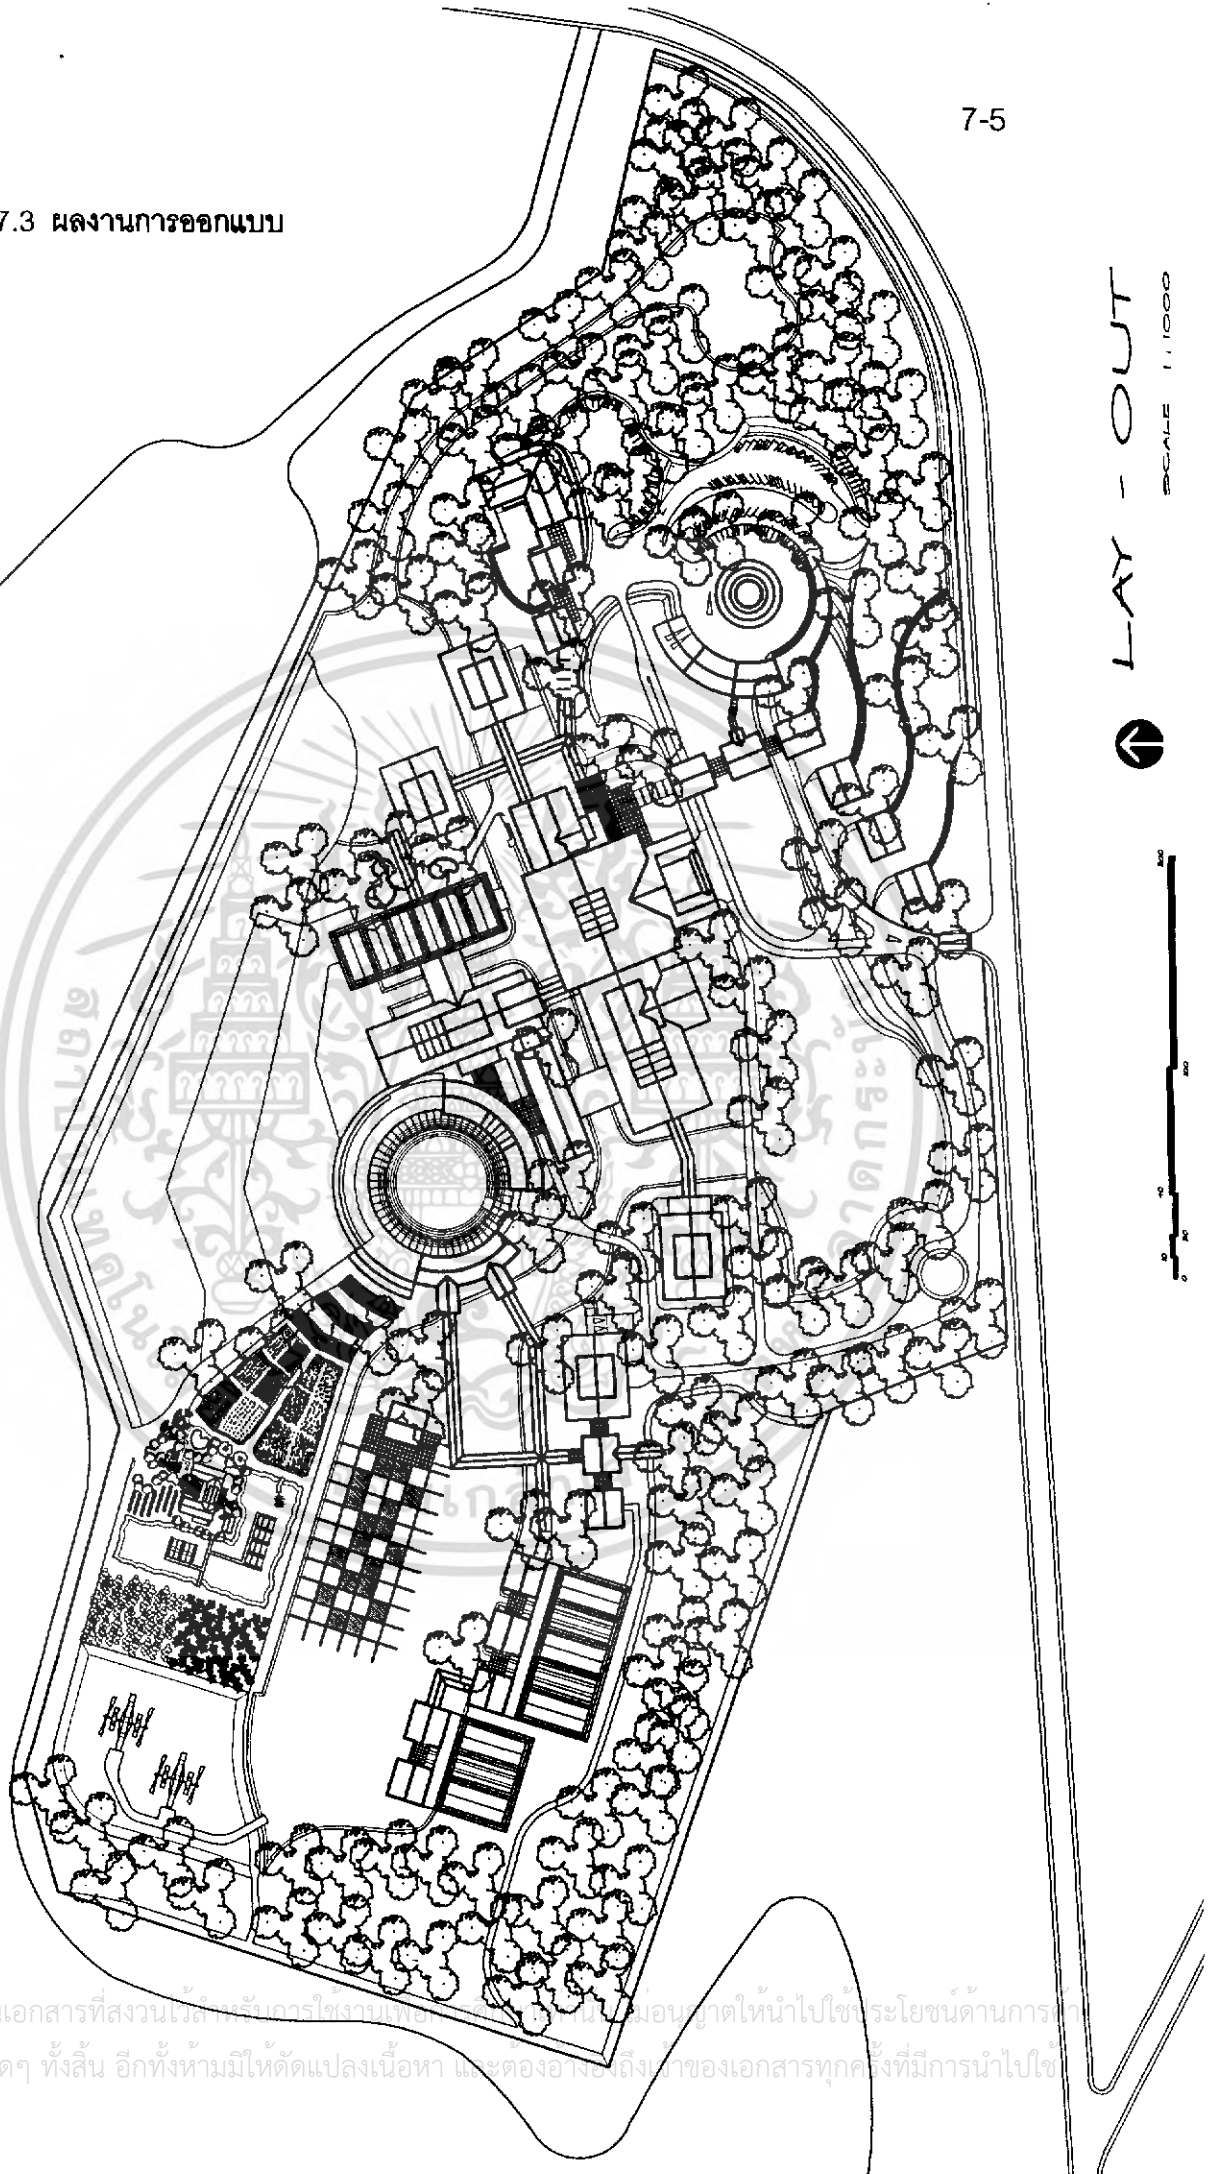 7-5
7.3 ผลงานการออกแบบ
LAY - OUT
SCALE 1:1000
เอกสารที่สงวนไว้สำหรับการใช้งานเพื่อการศึกษาเท่านั้น ไม่อนุญาตให้นำไปใช้ประโยชน์ด้านการค้า
ใดๆ ทั้งสิ้น อีกทั้งห้ามมิให้ดัดแปลงเนื้อหา และต้องอ้างอิงถึงเจ้าของเอกสารทุกครั้งที่มีการนำไปใช้